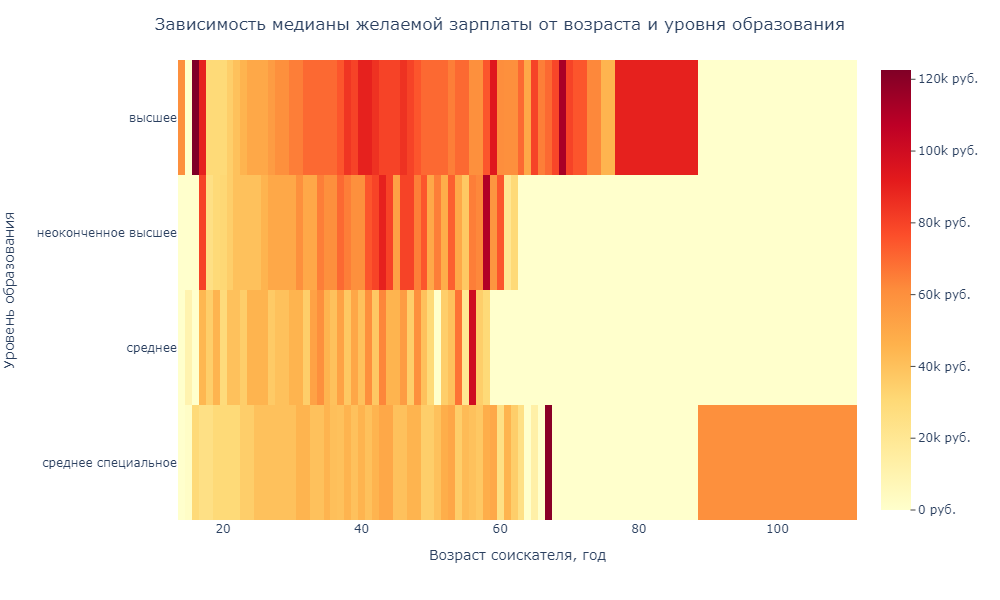 Зависимость медианы желаемой зарплаты от возраста и уровня образования
Уровень образования
высшее
неоконченное высшее
среднее
среднее специальное
20
40
60
80
100
Возраст соискателя, год
120k руб.
100k руб.
80k руб.
60k руб.
40k руб.
20k руб.
0 руб.